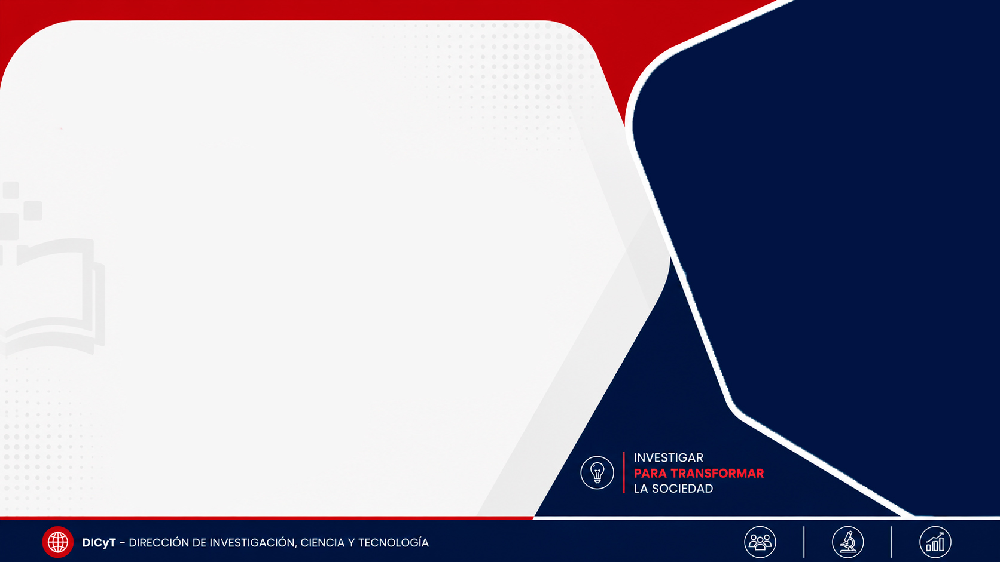 INVESTIGAR
PARA TRANSFORMAR
LA SOCIEDAD
DICyT – DIRECCIÓN DE INVESTIGACIÓN, CIENCIA Y TECNOLOGÍA